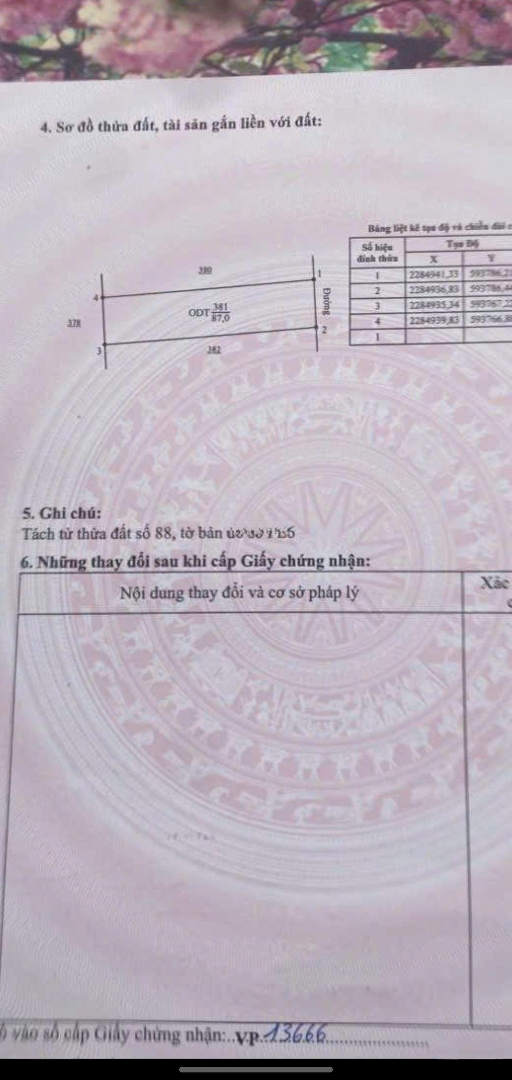 4. Sơ đồ thửa đất, tài sản gắn liền với đất:
Bảng liệt kê tọa độ và chiều dài
Số hiệu đỉnh thửa
Tọa Độ
X Y
1 2284941,33
2 2284936,83
3 2284935,34
4 2284939,83
1
380
1
4
ODT 381
87,0
Đường
378
2
3
382
5. Ghi chú:
Tách từ thửa đất số 88, tờ bản
6. Những thay đổi sau khi cấp Giấy chứng nhận:
Nội dung thay đổi và cơ sở pháp lý
Xác
vào sổ cấp Giấy chứng nhận:..VP..13666